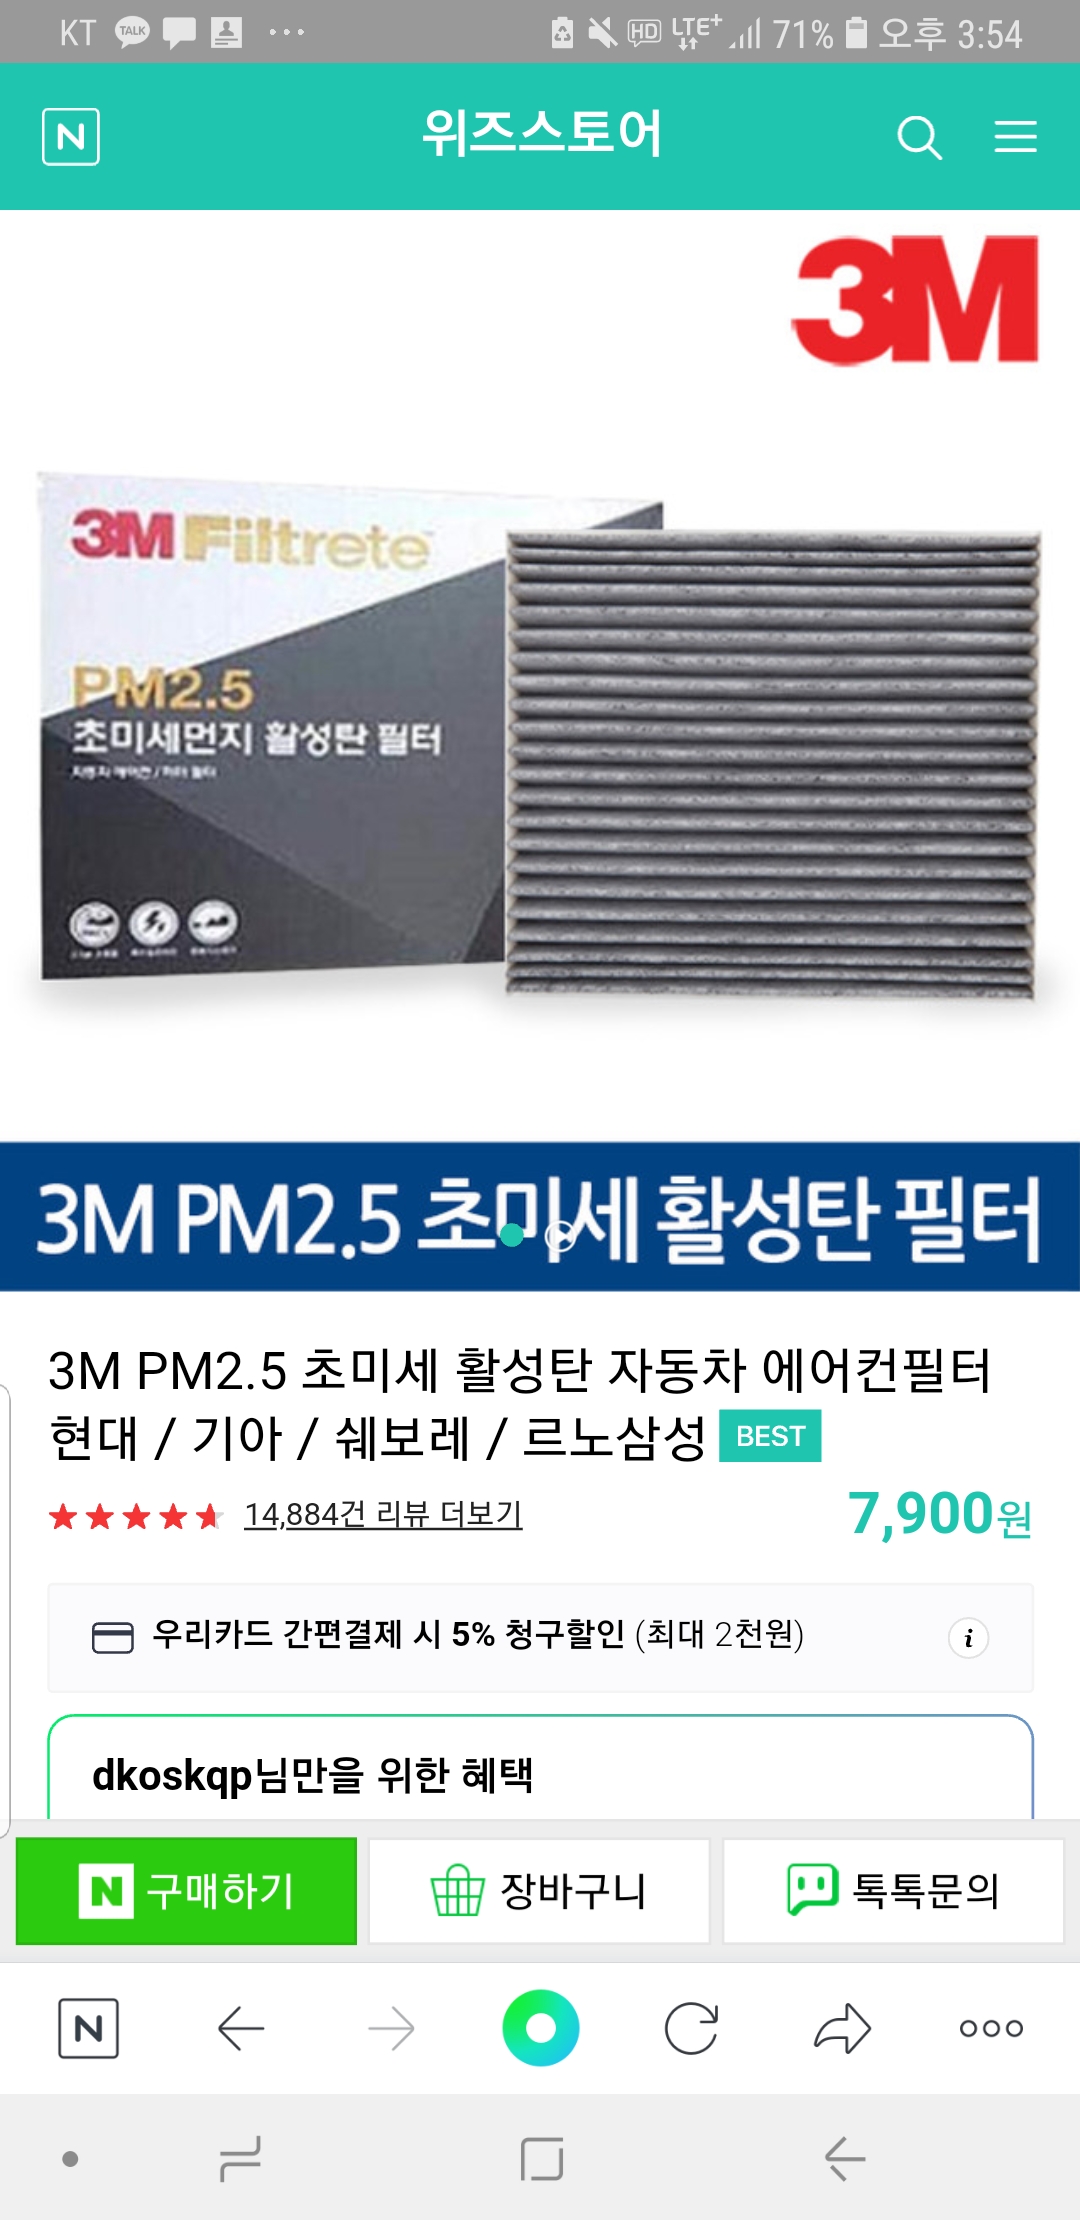 KT TALK HD LTE+ 71% 오후 3:54
N 위즈스토어
3M
3M Filtrete
PM2.5
초미세먼지 활성탄 필터
3M PM2.5 초미세 활성탄 필터
3M PM2.5 초미세 활성탄 자동차 에어컨필터
현대 / 기아 / 쉐보레 / 르노삼성 BEST
14,884건 리뷰 더보기 7,900원
우리카드 간편결제 시 5% 청구할인 (최대 2천원) i
dkoskqp님만을 위한 혜택
N 구매하기 장바구니 톡톡문의
N